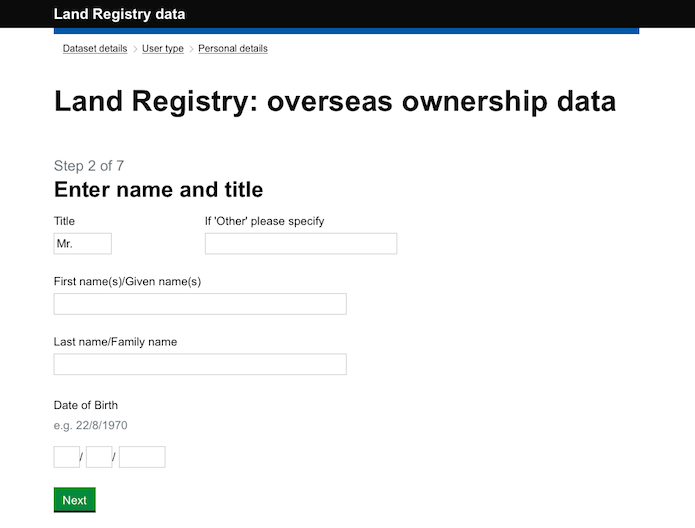 Land Registry data
Dataset details > User type > Personal details
Land Registry: overseas ownership data
Step 2 of 7
Enter name and title
Title If 'Other' please specify
Mr.
First name(s)/Given name(s)
Last name/Family name
Date of Birth
e.g. 22/8/1970
/ /
Next